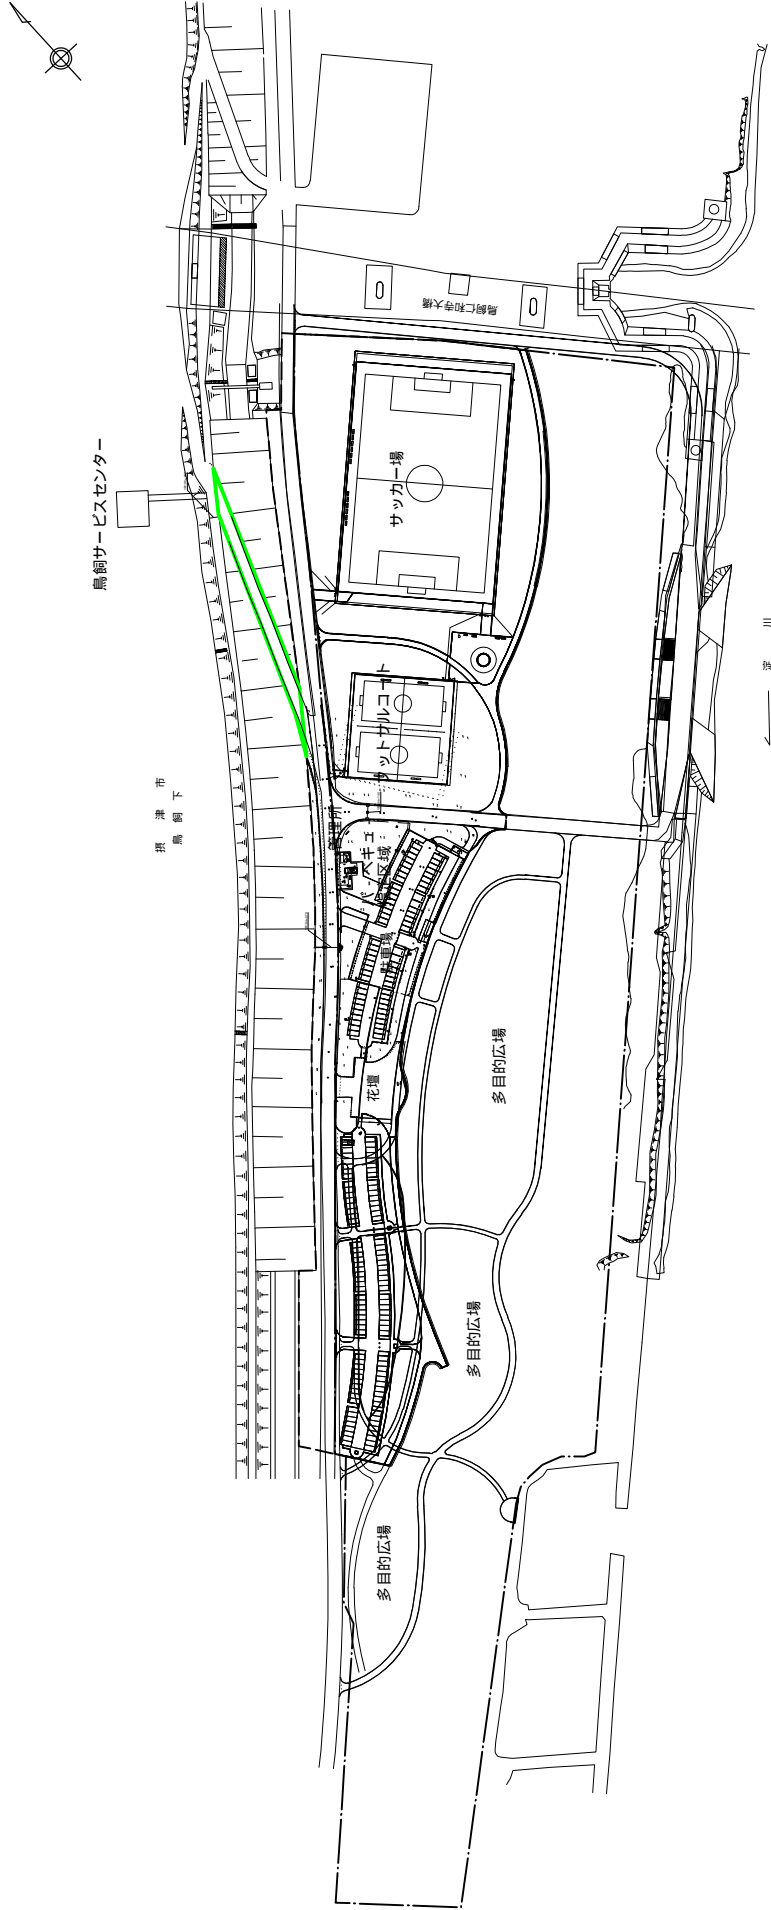 鳥飼仁和寺大橋
サッカー場
鳥飼サービスセンター
淀川
フットサルコート
摂津市
鳥飼下
管理所
バーベキュー
指定区域
駐車場
多目的広場
花壇
多目的広場
多目的広場